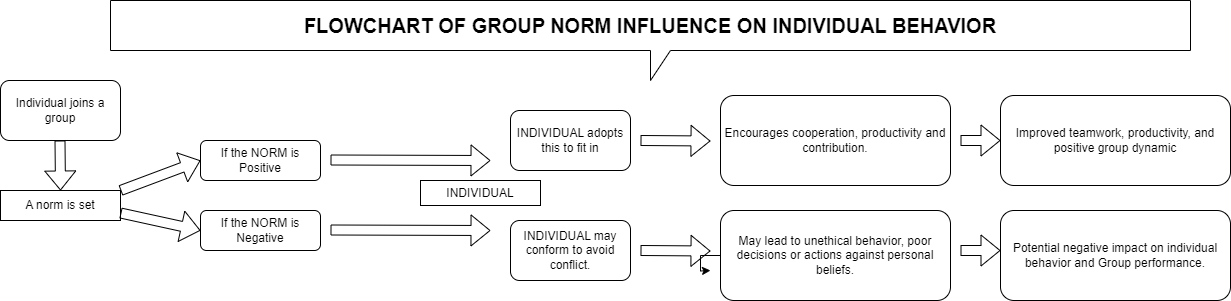 FLOWCHART OF GROUP NORM INFLUENCE ON INDIVIDUAL BEHAVIOR
Individual joins a
group
A norm is set
If the NORM is
Positive
If the NORM is
Negative
INDIVIDUAL
INDIVIDUAL adopts
this to fit in
Encourages cooperation, productivity and
contribution.
Improved teamwork, productivity, and
positive group dynamic
INDIVIDUAL may
conform to avoid
conflict.
May lead to unethical behavior, poor
decisions or actions against personal
beliefs.
Potential negative impact on individual
behavior and Group performance.